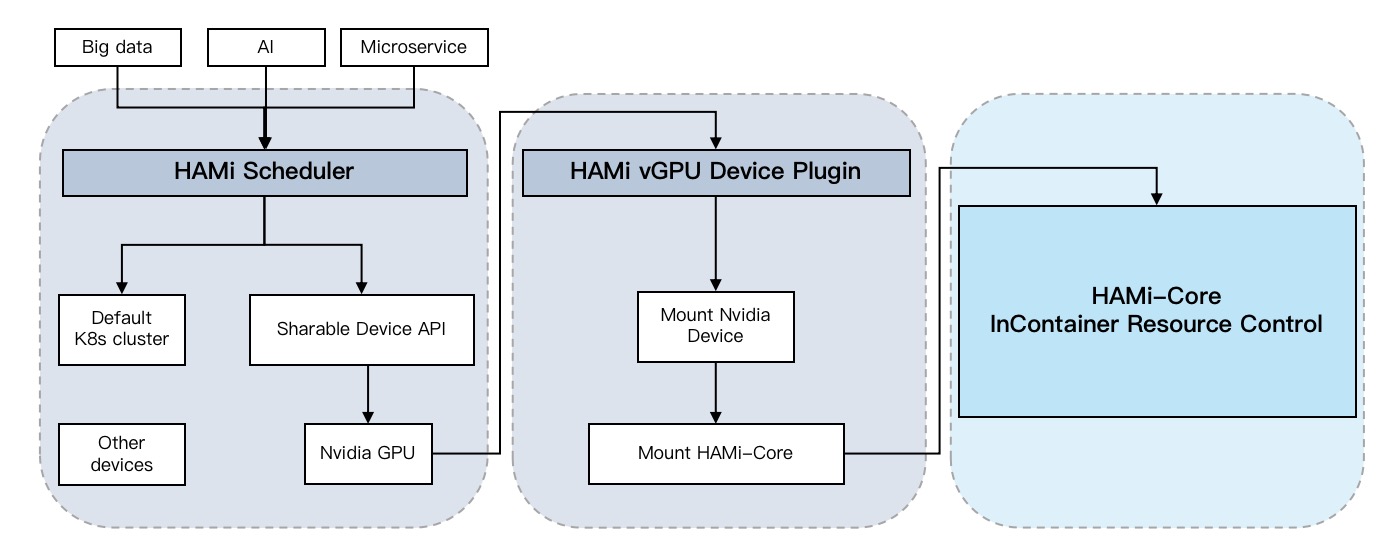 Big data
AI
Microservice
HAMi Scheduler
Default
K8s cluster
Sharable Device API
Other
devices
Nvidia GPU
HAMi vGPU Device Plugin
Mount Nvidia
Device
Mount HAMi–Core
HAMi–Core
InContainer Resource Control